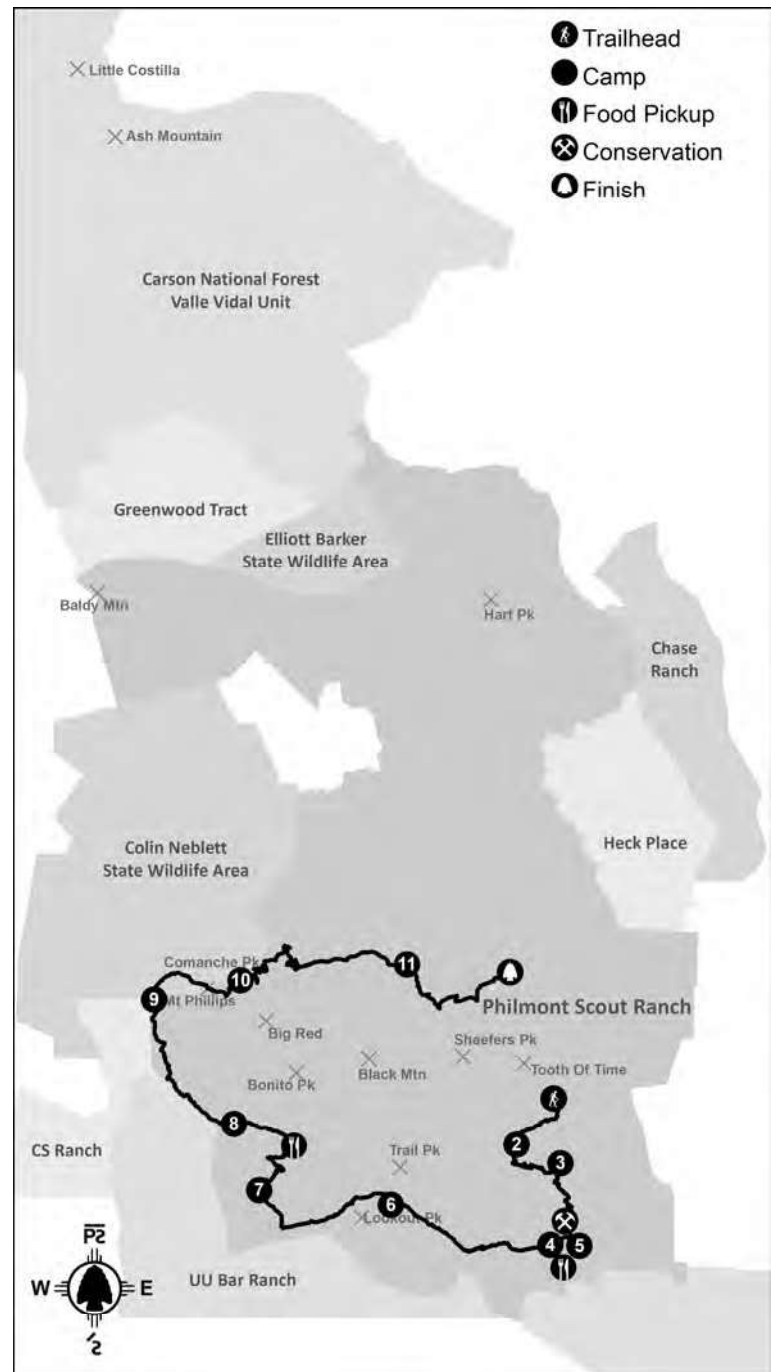 Trailhead
Camp
Food Pickup
Conservation
Finish
Little Costilla
Ash Mountain
Carson National Forest
Valle Vidal Unit
Greenwood Tract
Elliott Barker
State Wildlife Area
Baldy Mtn
Hart Pk
Chase
Ranch
Colin Neblett
State Wildlife Area
Heck Place
Comanche Pk
11
10
9
Mt Phillips
Philmont Scout Ranch
Big Red
Shaefers Pk
Black Mtn
Tooth Of Time
Bonito Pk
8
2
CS Ranch
Trail Pk
3
7
6
Lookout Pk
4 5
UU Bar Ranch
W E